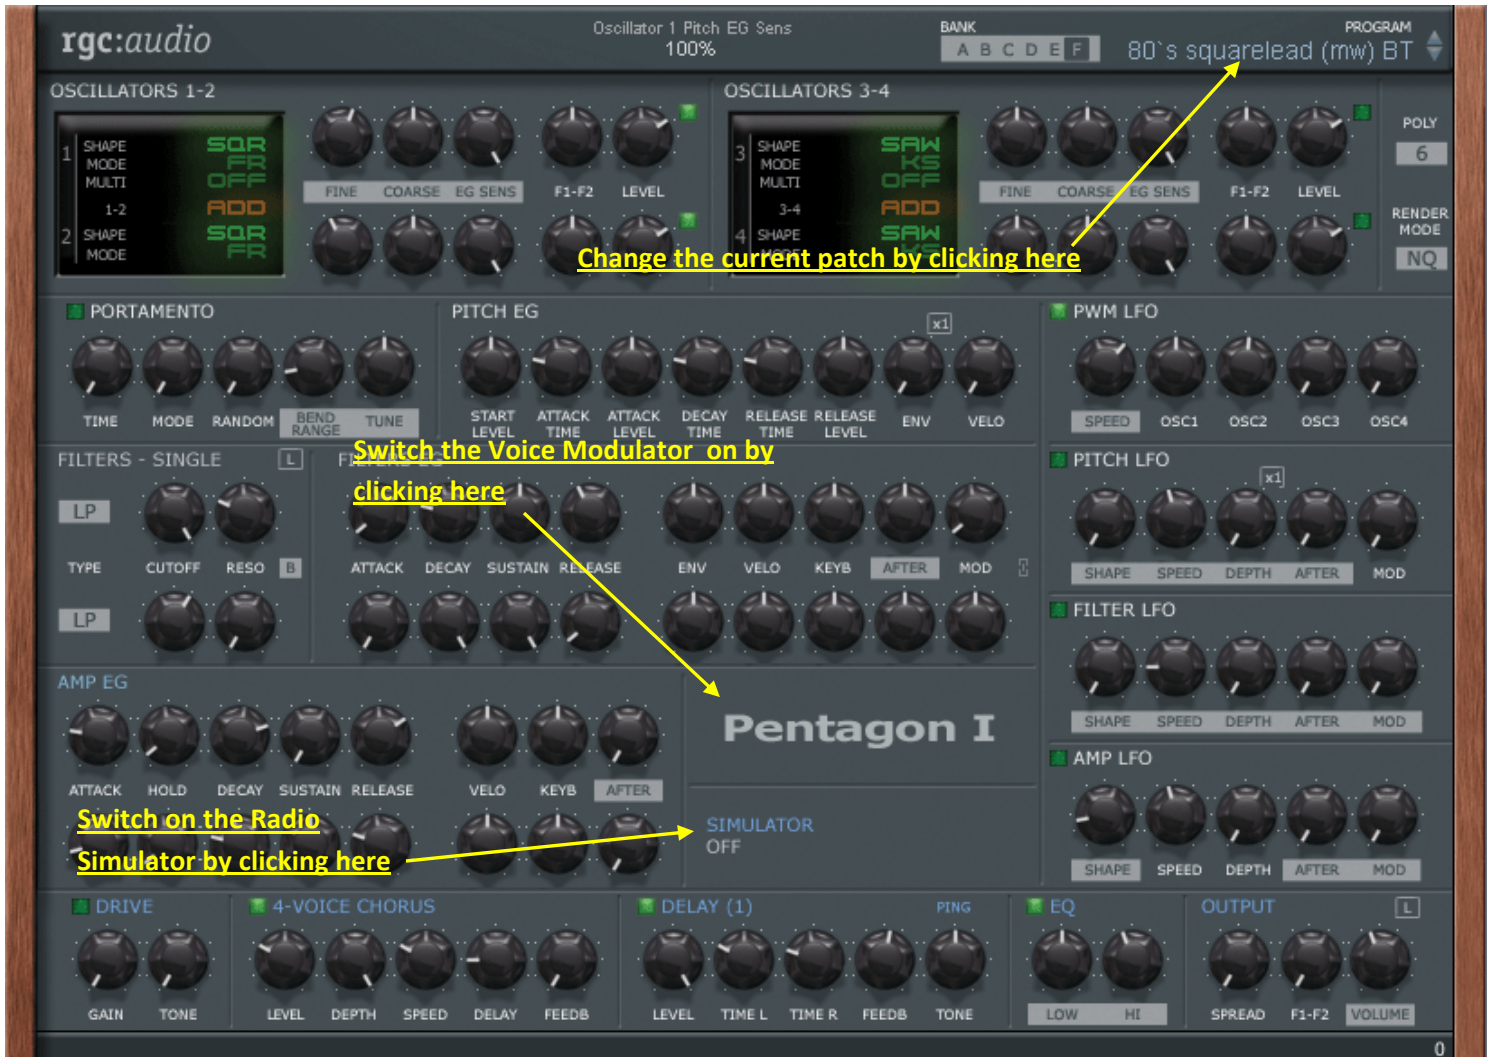 rgc:audio
Oscillator 1 Pitch EG Sens
100%
BANK
A B C D E F
PROGRAM
80`s squarelead (mw) BT
OSCILLATORS 1-2
1 SHAPE SQR
MODE FR
MULTI OFF
1-2 ADD
2 SHAPE SQR
MODE FR
FINE COARSE EG SENS F1-F2 LEVEL
OSCILLATORS 3-4
3 SHAPE SAW
MODE KS
MULTI OFF
3-4 ADD
4 SHAPE SAW
MODE KS
FINE COARSE EG SENS F1-F2 LEVEL
POLY
6
RENDER
MODE
NQ
Change the current patch by clicking here
PORTAMENTO
TIME MODE RANDOM BEND RANGE TUNE
PITCH EG
x1
START LEVEL ATTACK TIME ATTACK LEVEL DECAY TIME RELEASE TIME RELEASE LEVEL ENV VELO
PWM LFO
SPEED OSC1 OSC2 OSC3 OSC4
Switch the Voice Modulator on by
clicking here
FILTERS - SINGLE L
LP
TYPE CUTOFF RESO B
LP
FILTERS EG
ATTACK DECAY SUSTAIN RELEASE ENV VELO KEYB AFTER MOD
PITCH LFO
x1
SHAPE SPEED DEPTH AFTER MOD
FILTER LFO
SHAPE SPEED DEPTH AFTER MOD
AMP EG
ATTACK HOLD DECAY SUSTAIN RELEASE VELO KEYB AFTER
Pentagon I
Switch on the Radio
Simulator by clicking here
SIMULATOR
OFF
AMP LFO
SHAPE SPEED DEPTH AFTER MOD
DRIVE
GAIN TONE
4-VOICE CHORUS
LEVEL DEPTH SPEED DELAY FEEDB
DELAY (1) PING
LEVEL TIME L TIME R FEEDB TONE
EQ
LOW HI
OUTPUT L
SPREAD F1-F2 VOLUME
0